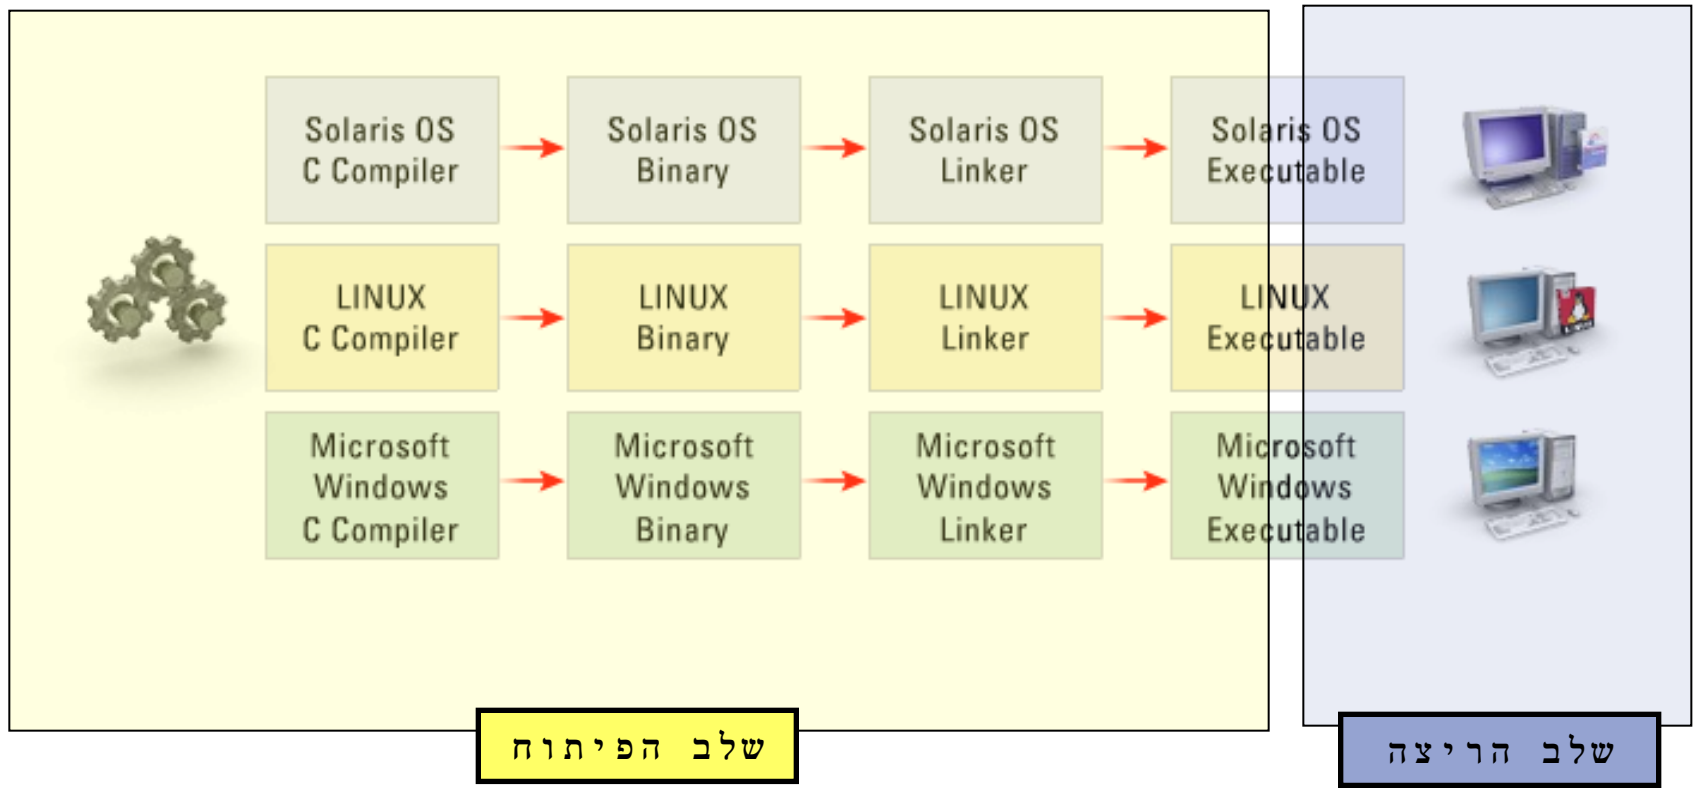 Solaris OS
C Compiler
Solaris OS
Binary
Solaris OS
Linker
Solaris OS
Executable
LINUX
C Compiler
LINUX
Binary
LINUX
Linker
LINUX
Executable
LINUX
Microsoft
Windows
C Compiler
Microsoft
Windows
Binary
Microsoft
Windows
Linker
Microsoft
Windows
Executable
שלב הפיתוח
שלב הריצה